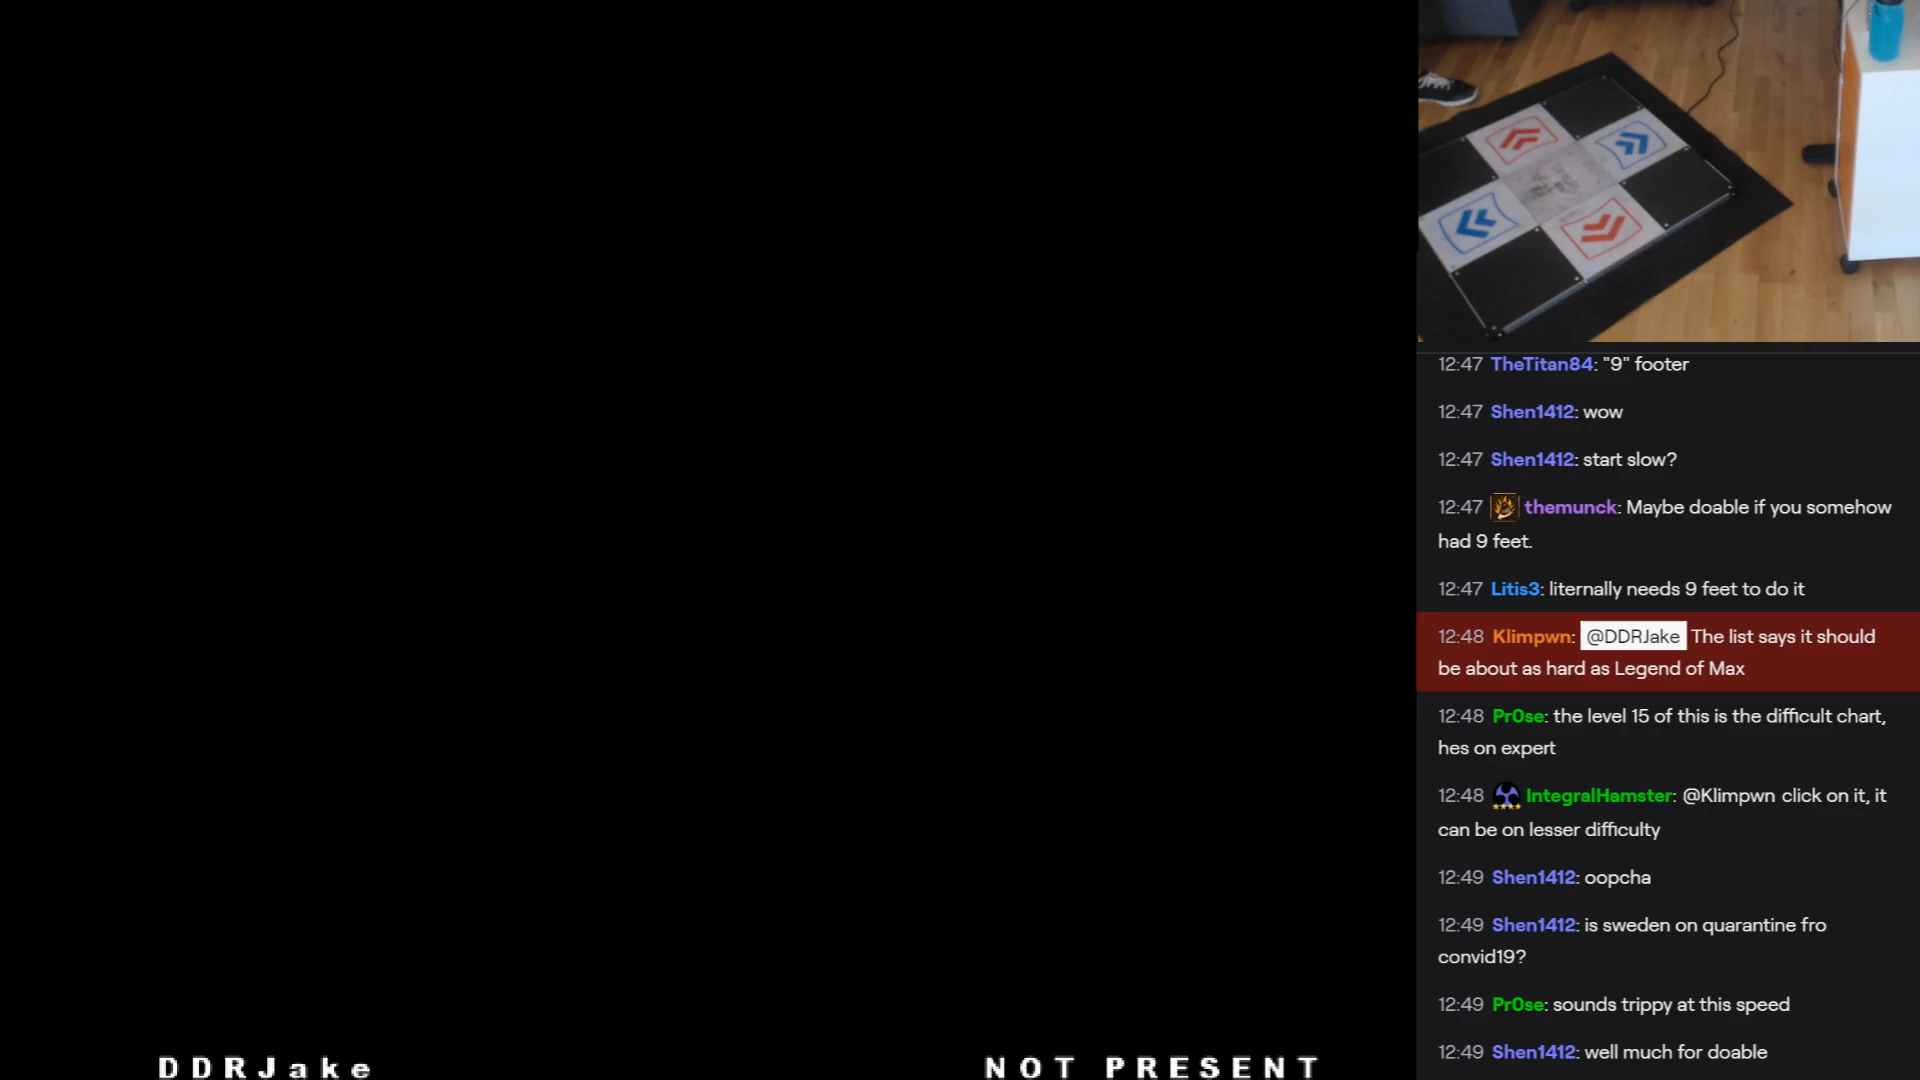 12:47 TheTitan84: "9" footer
12:47 Shen1412: wow
12:47 Shen1412: start slow?
12:47 themunck: Maybe doable if you somehow
had 9 feet.
12:47 Litis3: liternally needs 9 feet to do it
12:48 Klimpwn: @DDRJake The list says it should
be about as hard as Legend of Max
12:48 Pr0se: the level 15 of this is the difficult chart,
hes on expert
12:48 IntegralHamster: @Klimpwn click on it, it
can be on lesser difficulty
12:49 Shen1412: oopcha
12:49 Shen1412: is sweden on quarantine fro
convid19?
12:49 Pr0se: sounds trippy at this speed
12:49 Shen1412: well much for doable
DDRJake
NOT PRESENT